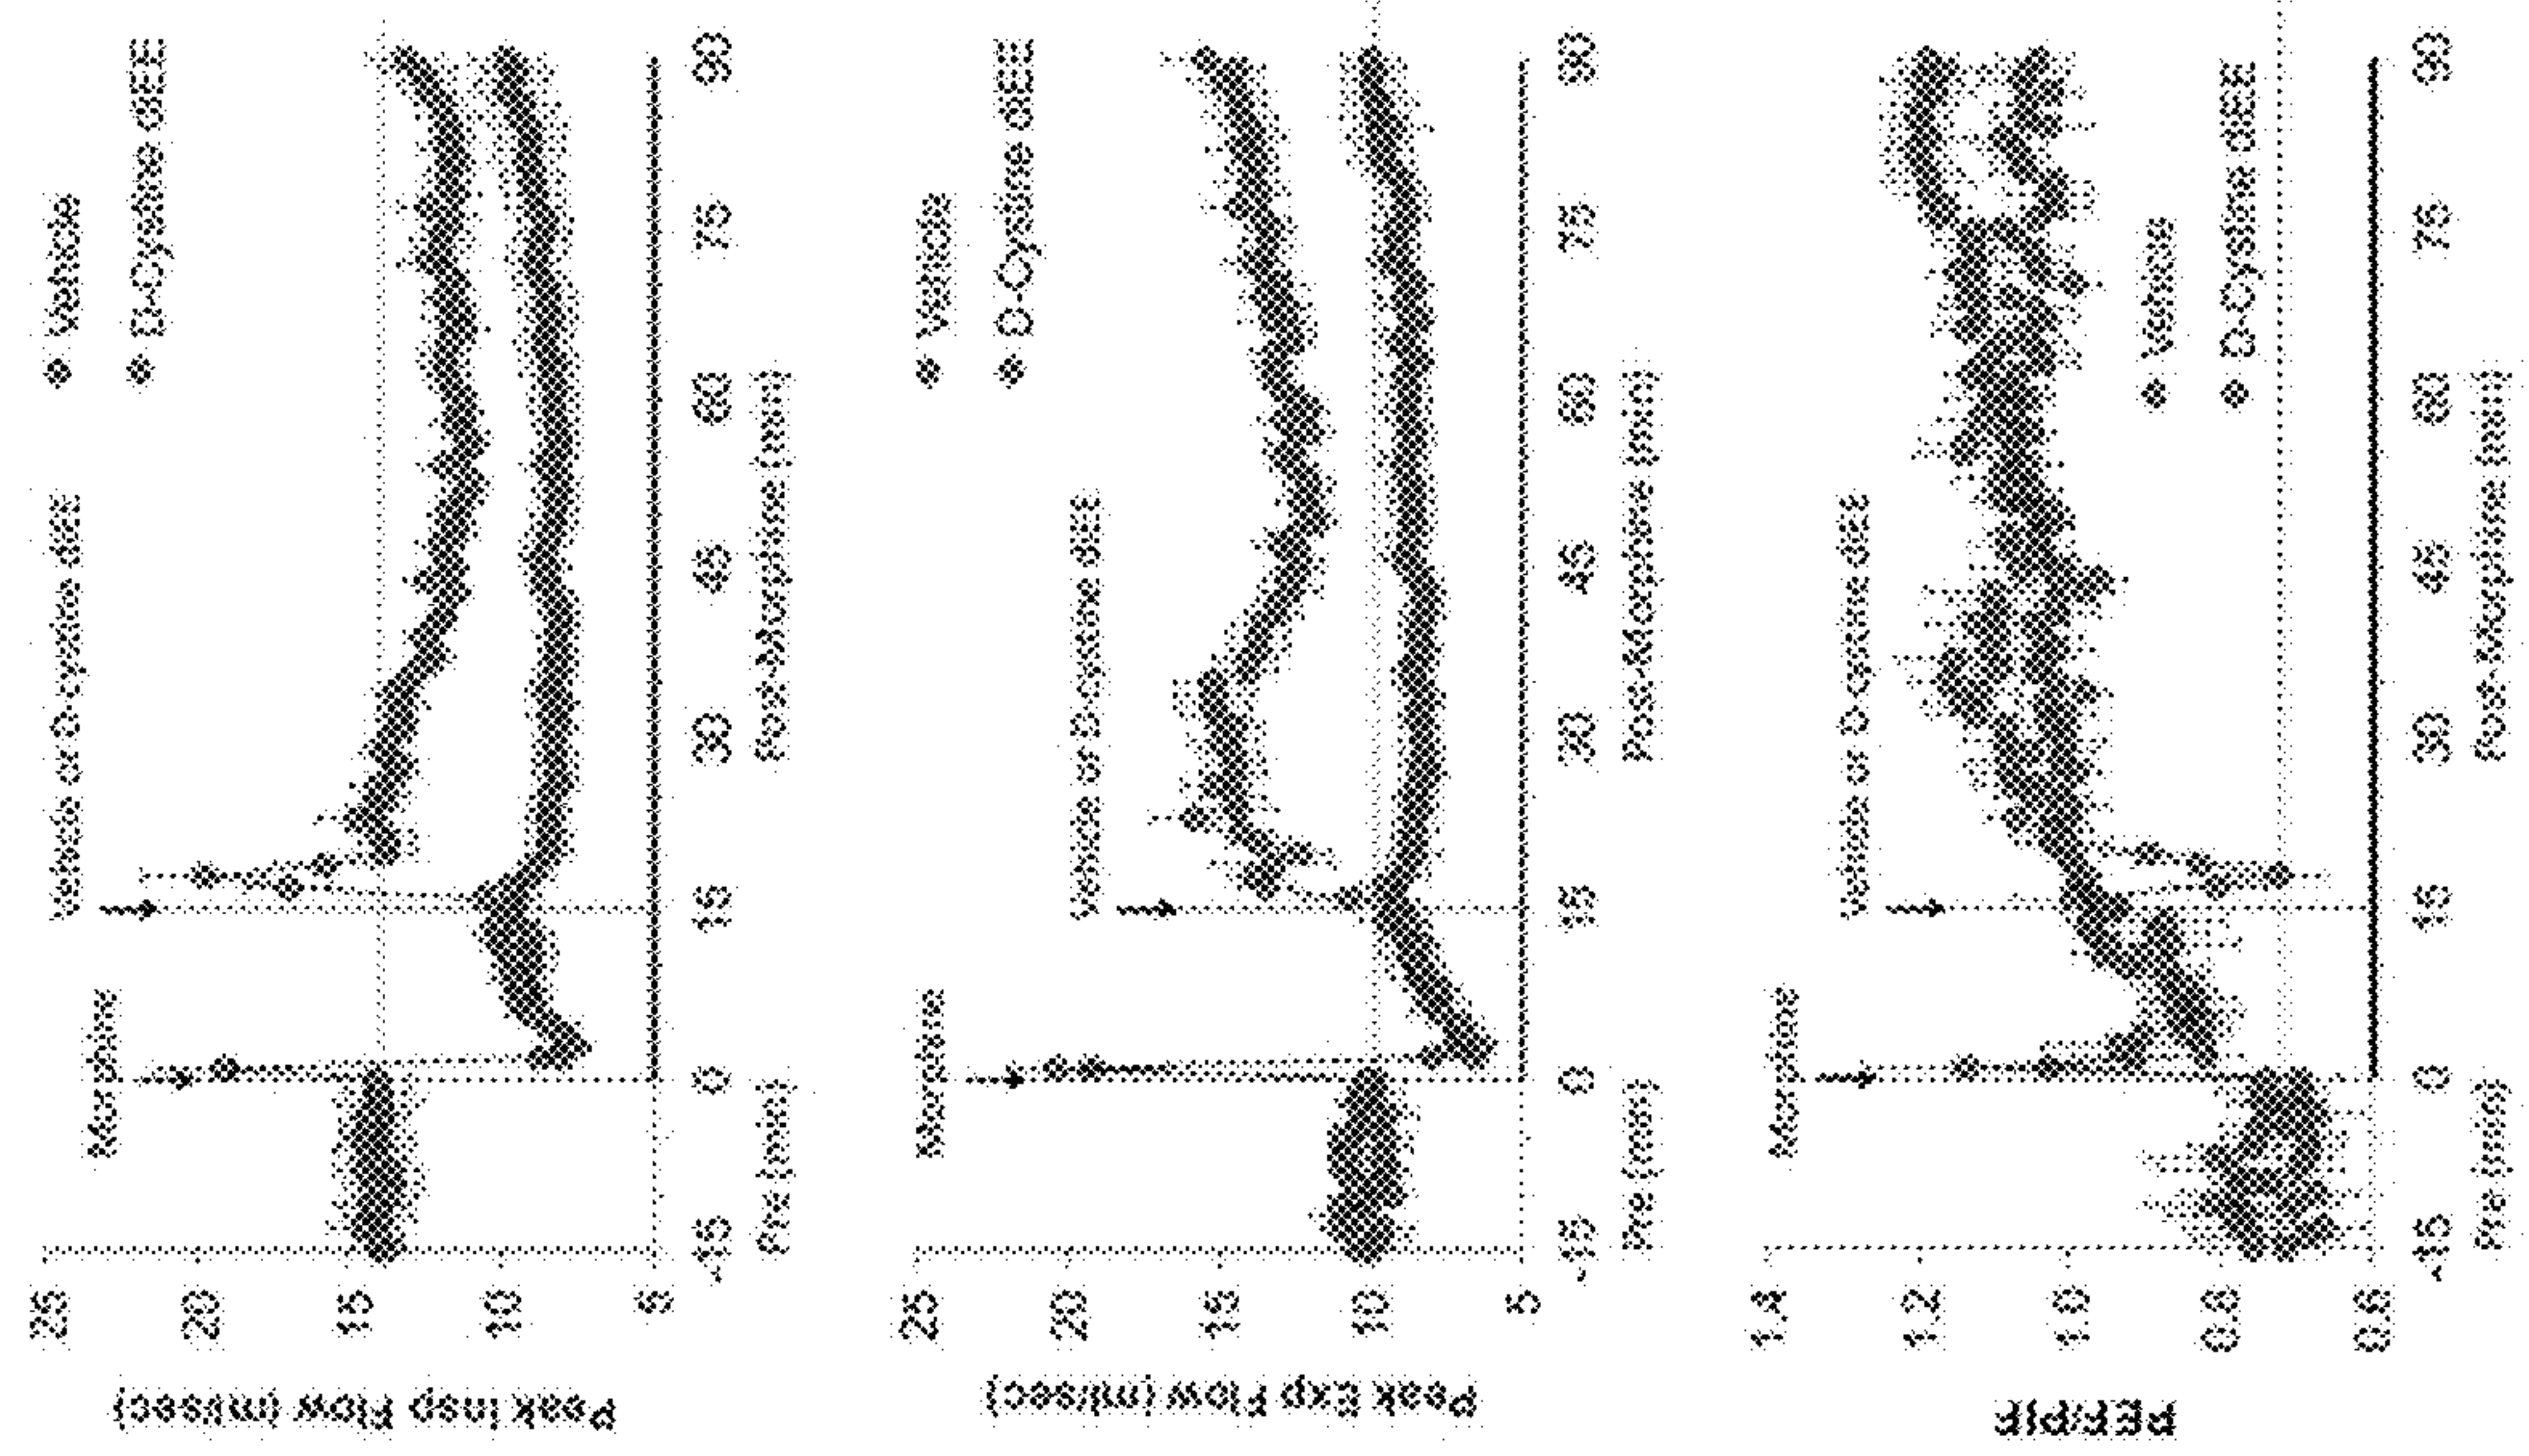 Peak Insp Flow (ml/sec)
25
20
15
10
5
Morphine
Vehicle or D-cystine diEE
Vehicle
D-Cystine diEE
-15
0
15
30
45
60
75
90
Pre (min)
Post-Morphine (min)
Peak Exp Flow (ml/sec)
25
20
15
10
5
Morphine
Vehicle or D-cystine diEE
Vehicle
D-Cystine diEE
-15
0
15
30
45
60
75
90
Pre (min)
Post-Morphine (min)
PEF/PIF
1.4
1.2
1.0
0.8
0.6
Morphine
Vehicle or D-cystine diEE
Vehicle
D-Cystine diEE
-15
0
15
30
45
60
75
90
Pre (min)
Post-Morphine (min)